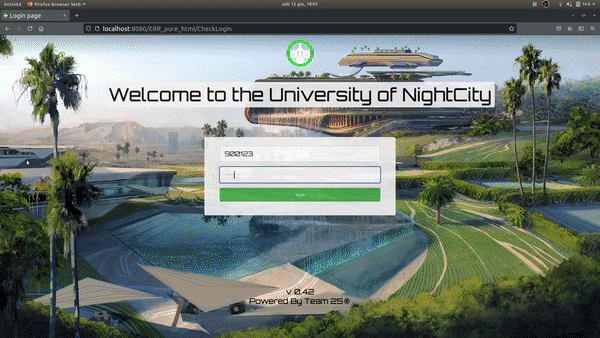 Attività
Firefox Browser Web
sab 12 giu, 18:01
74 %
Login page
localhost:8080/ERR_pure_html/CheckLogin
Welcome to the University of NightCity
900123
v 0.42
Powered By Team 25®